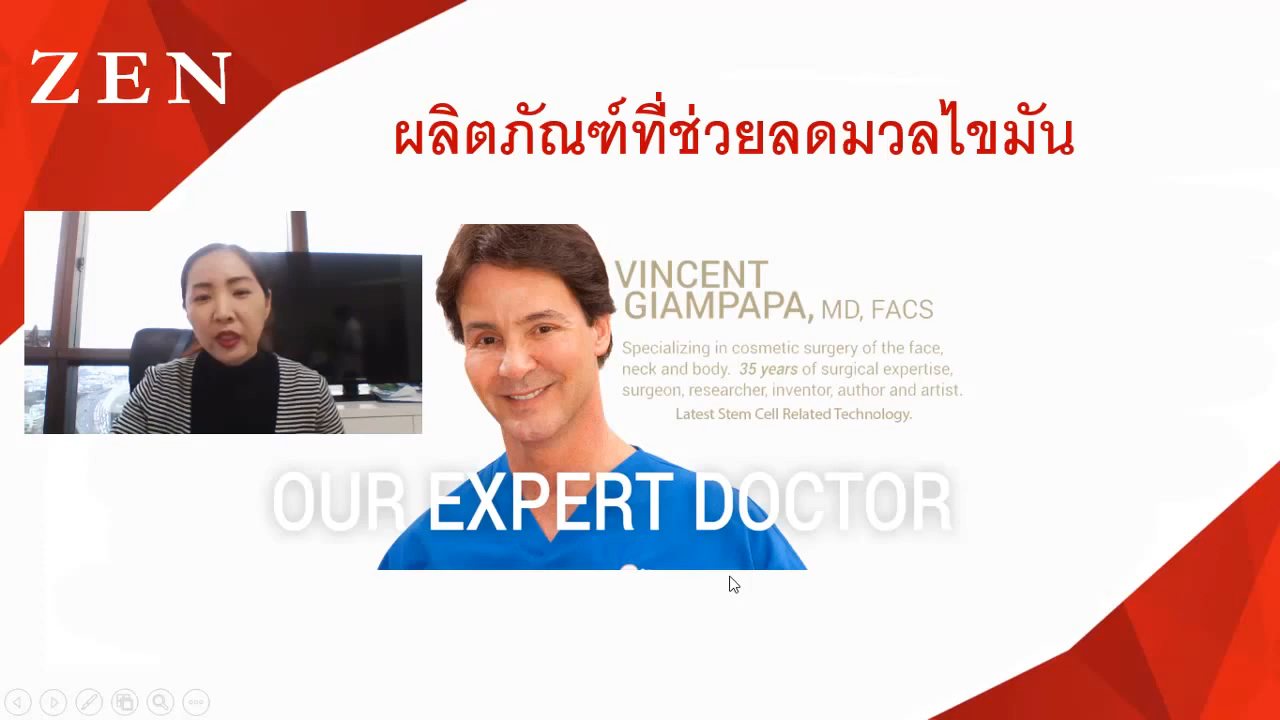 ZEN
ผลิตภัณฑ์ที่ช่วยลดมวลไขมัน
VINCENT
GIAMPAPA, MD, FACS
Specializing in cosmetic surgery of the face,
neck and body. 35 years of surgical expertise,
surgeon, researcher, inventor, author and artist.
Latest Stem Cell Related Technology.
OUR EXPERT DOCTOR